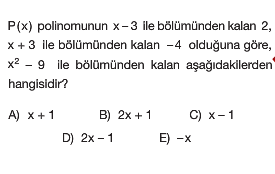 P(x) polinomunun x – 3 ile bölümünden kalan 2,
x + 3 ile bölümünden kalan –4 olduğuna göre,
x² – 9 ile bölümünden kalan aşağıdakilerden
hangisidir?
A) x + 1 B) 2x + 1 C) x – 1
D) 2x – 1 E) –x